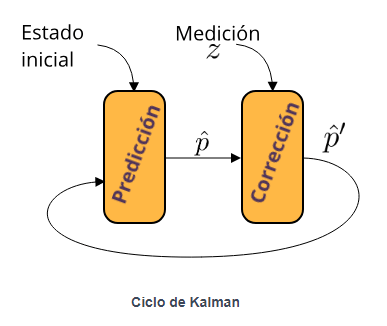 Estado
inicial
Medición
z
Predicción
p̂
Corrección
p̂′
Ciclo de Kalman